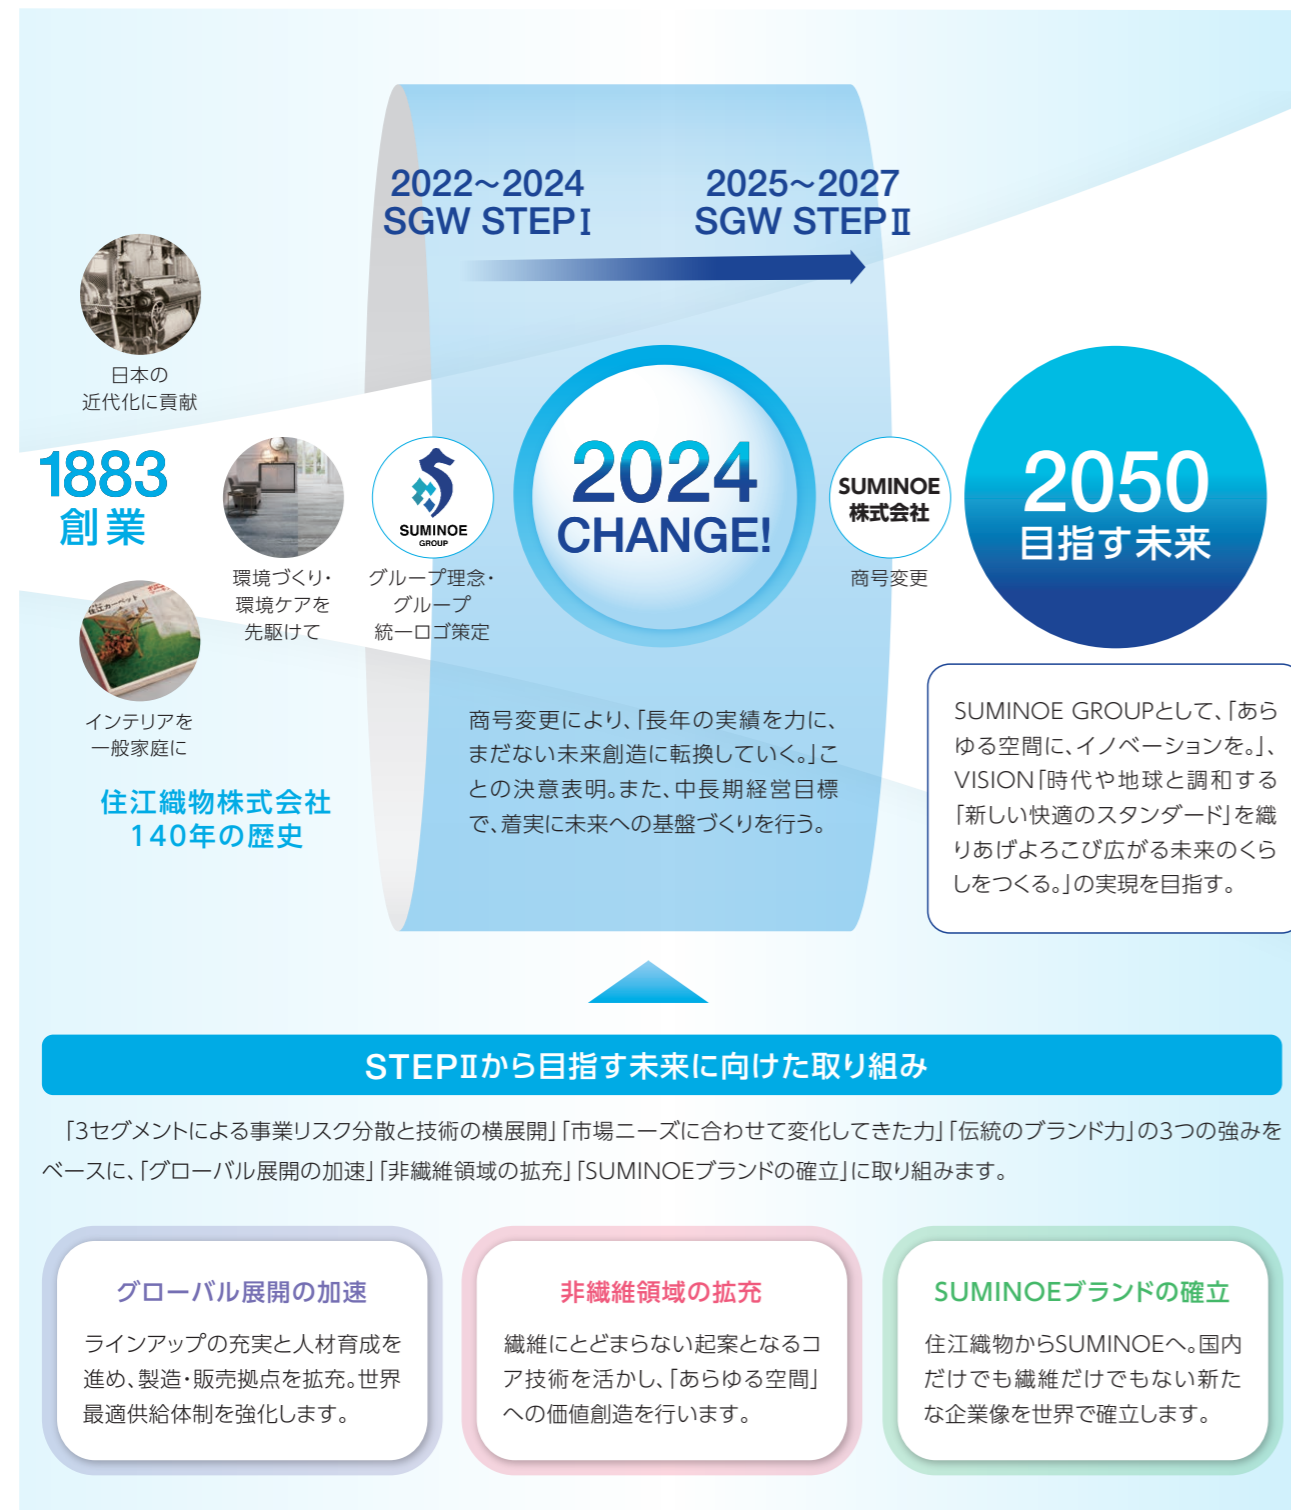 2022～2024
SGW STEPⅠ
2025～2027
SGW STEPⅡ
日本の
近代化に貢献
1883
創業
環境づくり・
環境ケアを
先駆けて
SUMINOE
GROUP
グループ理念・
グループ
統一ロゴ策定
2024
CHANGE!
SUMINOE
株式会社
商号変更
2050
目指す未来
インテリアを
一般家庭に
住江織物株式会社
140年の歴史
商号変更により、「長年の実績を力に、
まだない未来創造に転換していく。」こ
との決意表明。また、中長期経営目標
で、着実に未来への基盤づくりを行う。
SUMINOE GROUPとして、「あら
ゆる空間に、イノベーションを。」、
VISION「時代や地球と調和する
「新しい快適のスタンダード」を織
りあげよろこび広がる未来のくら
しをつくる。」の実現を目指す。
STEPⅡから目指す未来に向けた取り組み
「3セグメントによる事業リスク分散と技術の横展開」「市場ニーズに合わせて変化してきた力」「伝統のブランド力」の3つの強みを
ベースに、「グローバル展開の加速」「非繊維領域の拡充」「SUMINOEブランドの確立」に取り組みます。
グローバル展開の加速
ラインアップの充実と人材育成を
進め、製造・販売拠点を拡充。世界
最適供給体制を強化します。
非繊維領域の拡充
繊維にとどまらない起案となるコ
ア技術を活かし、「あらゆる空間」
への価値創造を行います。
SUMINOEブランドの確立
住江織物からSUMINOEへ。国内
だけでも繊維だけでもない新た
な企業像を世界で確立します。